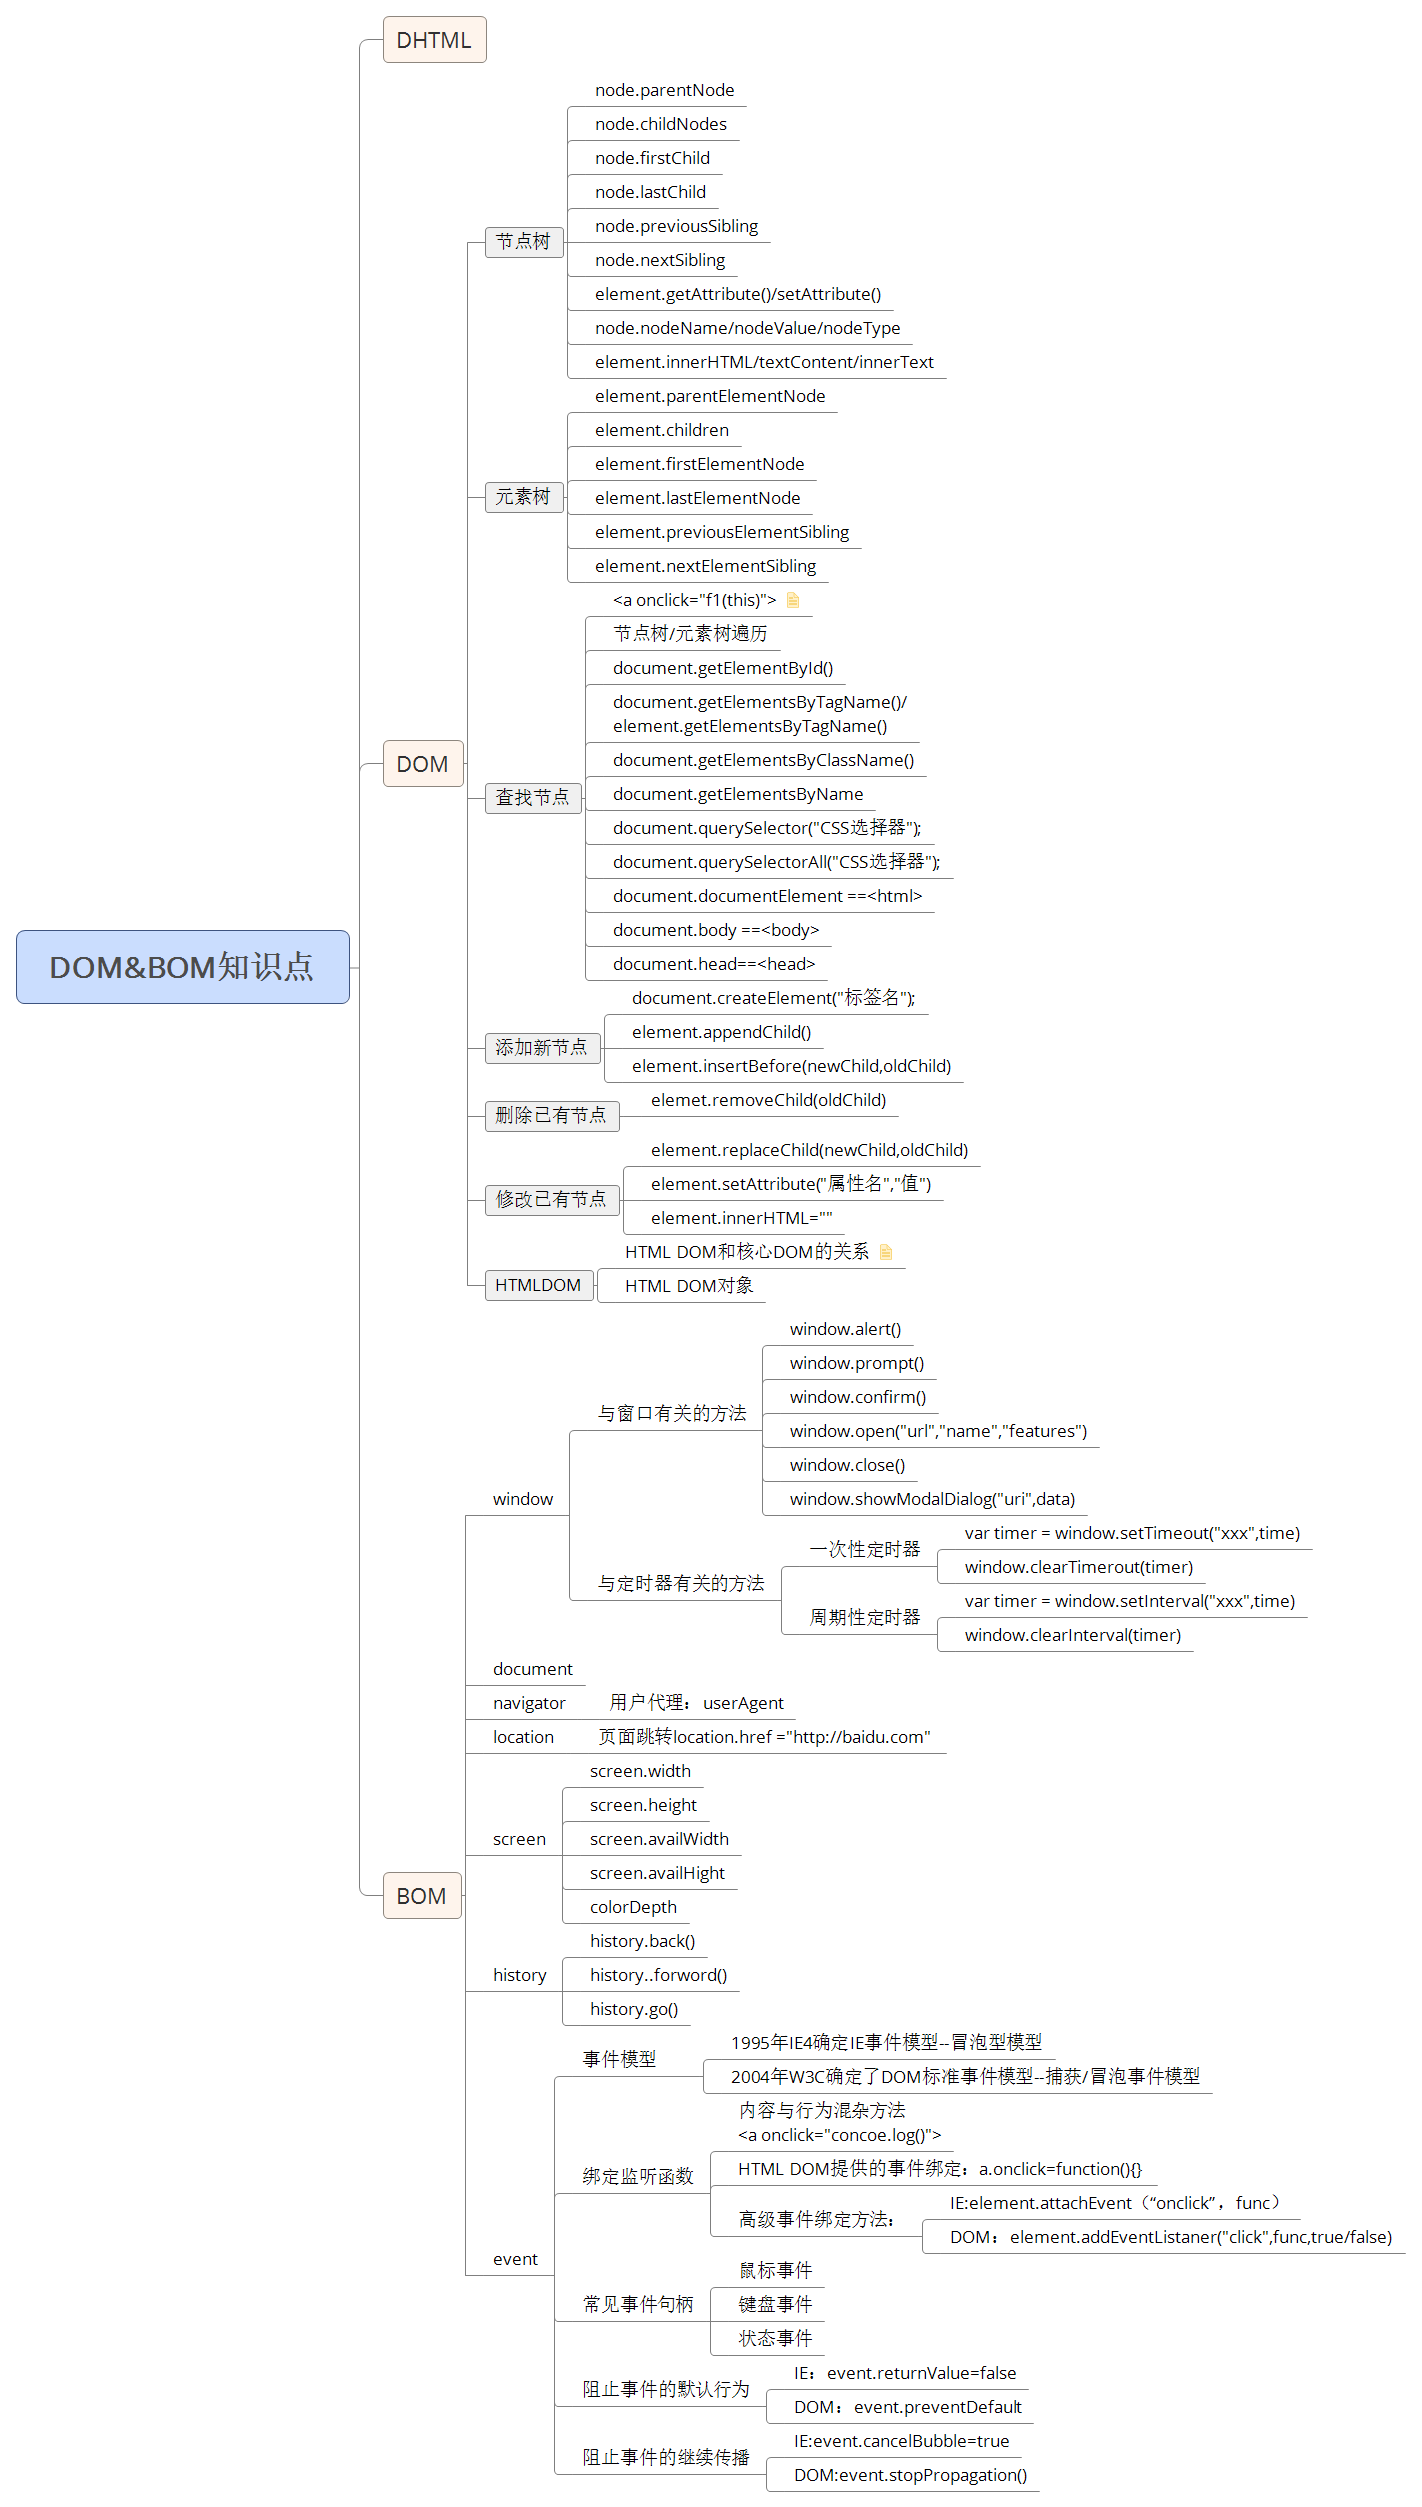 DHTML
node.parentNode
node.childNodes
node.firstChild
node.lastChild
node.previousSibling
节点树
node.nextSibling
element.getAttribute()/setAttribute()
node.nodeName/nodeValue/nodeType
element.innerHTML/textContent/innerText
element.parentElementNode
element.children
element.firstElementNode
元素树
element.lastElementNode
element.previousElementSibling
element.nextElementSibling
<a onclick="f1(this)">
节点树/元素树遍历
document.getElementById()
document.getElementsByTagName()/
element.getElementsByTagName()
DOM
document.getElementsByClassName()
查找节点
document.getElementsByName
document.querySelector("CSS选择器");
document.querySelectorAll("CSS选择器");
document.documentElement ==<html>
document.body ==<body>
document.head==<head>
DOM&BOM知识点
document.createElement("标签名");
添加新节点
element.appendChild()
element.insertBefore(newChild,oldChild)
删除已有节点
elemet.removeChild(oldChild)
element.replaceChild(newChild,oldChild)
修改已有节点
element.setAttribute("属性名","值")
element.innerHTML=""
HTMLDOM
HTML DOM和核心DOM的关系
HTML DOM对象
window.alert()
window.prompt()
window.confirm()
与窗口有关的方法
window.open("url","name","features")
window.close()
window.showModalDialog("uri",data)
window
var timer = window.setTimeout("xxx",time)
一次性定时器
window.clearTimerout(timer)
与定时器有关的方法
var timer = window.setInterval("xxx",time)
周期性定时器
window.clearInterval(timer)
document
navigator
用户代理：userAgent
location
页面跳转location.href ="http://baidu.com"
screen.width
screen.height
screen
screen.availWidth
screen.availHight
colorDepth
BOM
history.back()
history
history..forword()
history.go()
事件模型
1995年IE4确定IE事件模型--冒泡型模型
2004年W3C确定了DOM标准事件模型--捕获/冒泡事件模型
内容与行为混杂方法
<a onclick="concoe.log()">
绑定监听函数
HTML DOM提供的事件绑定：a.onclick=function(){}
高级事件绑定方法：
IE:element.attachEvent（“onclick”，func）
DOM：element.addEventListaner("click",func,true/false)
event
鼠标事件
常见事件句柄
键盘事件
状态事件
阻止事件的默认行为
IE：event.returnValue=false
DOM：event.preventDefault
阻止事件的继续传播
IE:event.cancelBubble=true
DOM:event.stopPropagation()